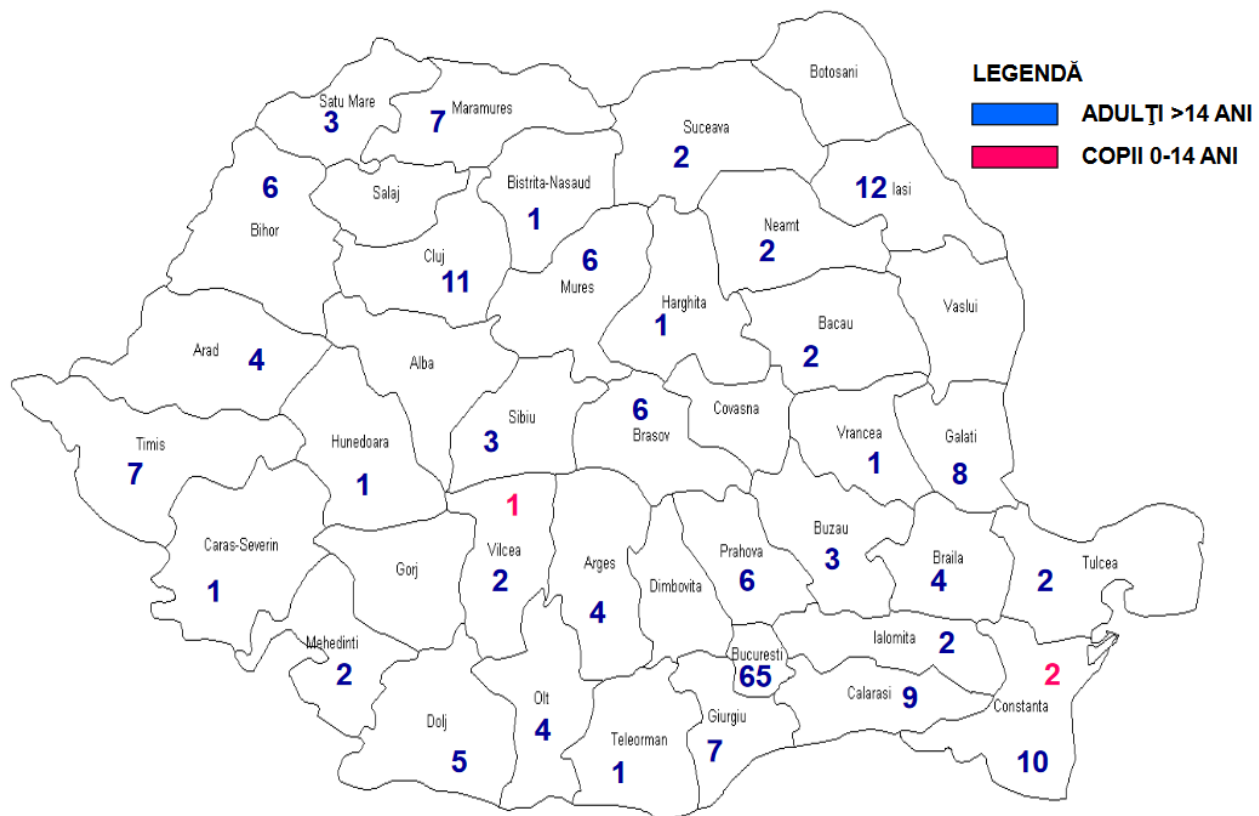 LEGENDĂ
ADULŢI >14 ANI
COPII 0-14 ANI
Botosani
Satu Mare
3
Maramures
7
Suceava
2
12 Iasi
6
Bihor
Salaj
Bistrita-Nasaud
1
Neamt
2
Cluj
11
6
Mures
Harghita
1
Vaslui
Bacau
2
Arad 4
Alba
Timis
7
Hunedoara
1
Sibiu
3
6
Brasov
Covasna
Vrancea
1
Galati
8
Caras-Severin
1
Gorj
1
Vilcea
2
Arges
4
Dimbovita
Prahova
6
Buzau
3
Braila
4
Tulcea
2
Mehedinti
2
Bucuresti
65
Ialomita 2
Calarasi 9
2
Constanta
10
Dolj
5
Olt
4
Teleorman
1
Giurgiu
7